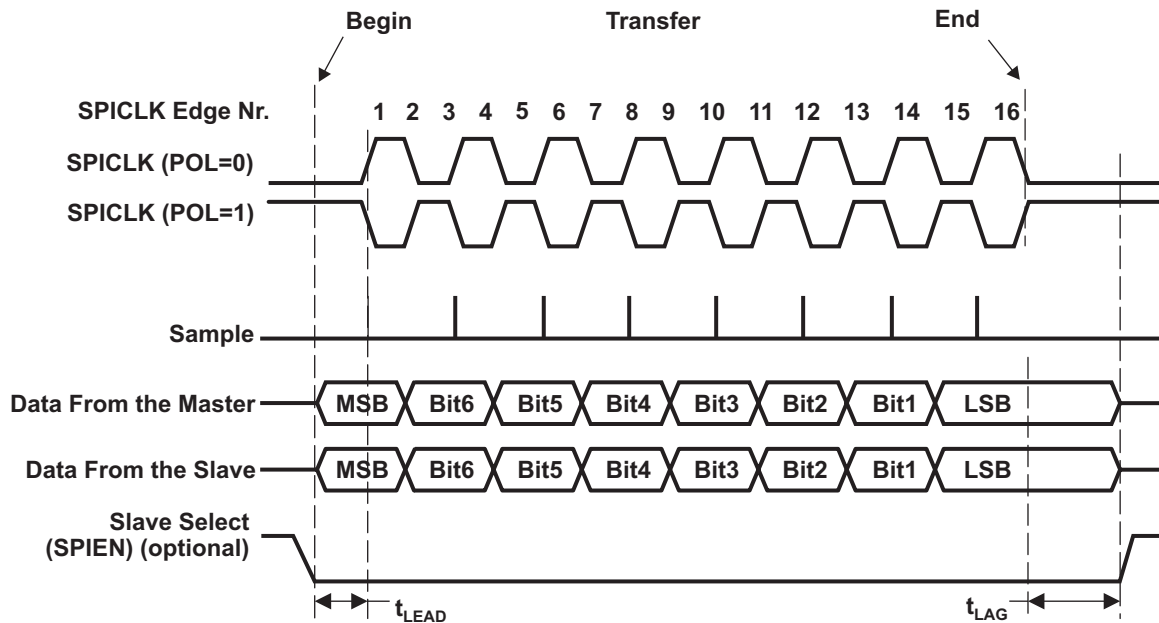 Begin Transfer End
SPICLK Edge Nr. 1 2 3 4 5 6 7 8 9 10 11 12 13 14 15 16
SPICLK (POL=0)
SPICLK (POL=1)
Sample
Data From the Master MSB Bit6 Bit5 Bit4 Bit3 Bit2 Bit1 LSB
Data From the Slave MSB Bit6 Bit5 Bit4 Bit3 Bit2 Bit1 LSB
Slave Select
(SPIEN) (optional)
tLEAD tLAG